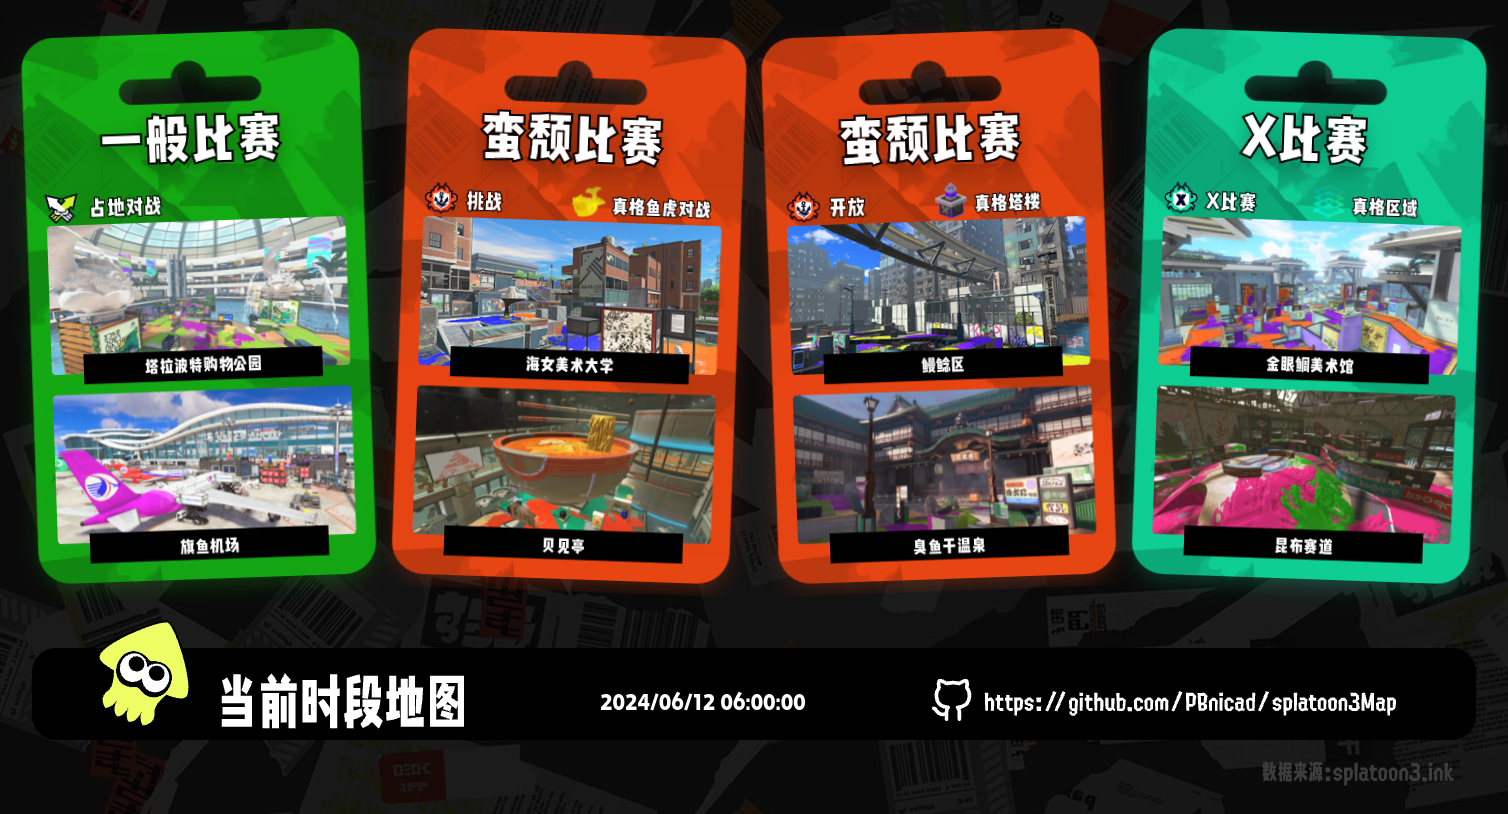 一般比赛
占地对战
塔拉波特购物公园
旗鱼机场
蛮颓比赛
挑战
真格鱼虎对战
海女美术大学
贝见亭
蛮颓比赛
开放
真格塔楼
鳗鲶区
臭鱼干温泉
X比赛
X比赛
真格区域
金眼鲷美术馆
昆布赛道
当前时段地图
2024/06/12 06:00:00
https://github.com/PBnicad/splatoon3Map
数据来源:splatoon3.ink